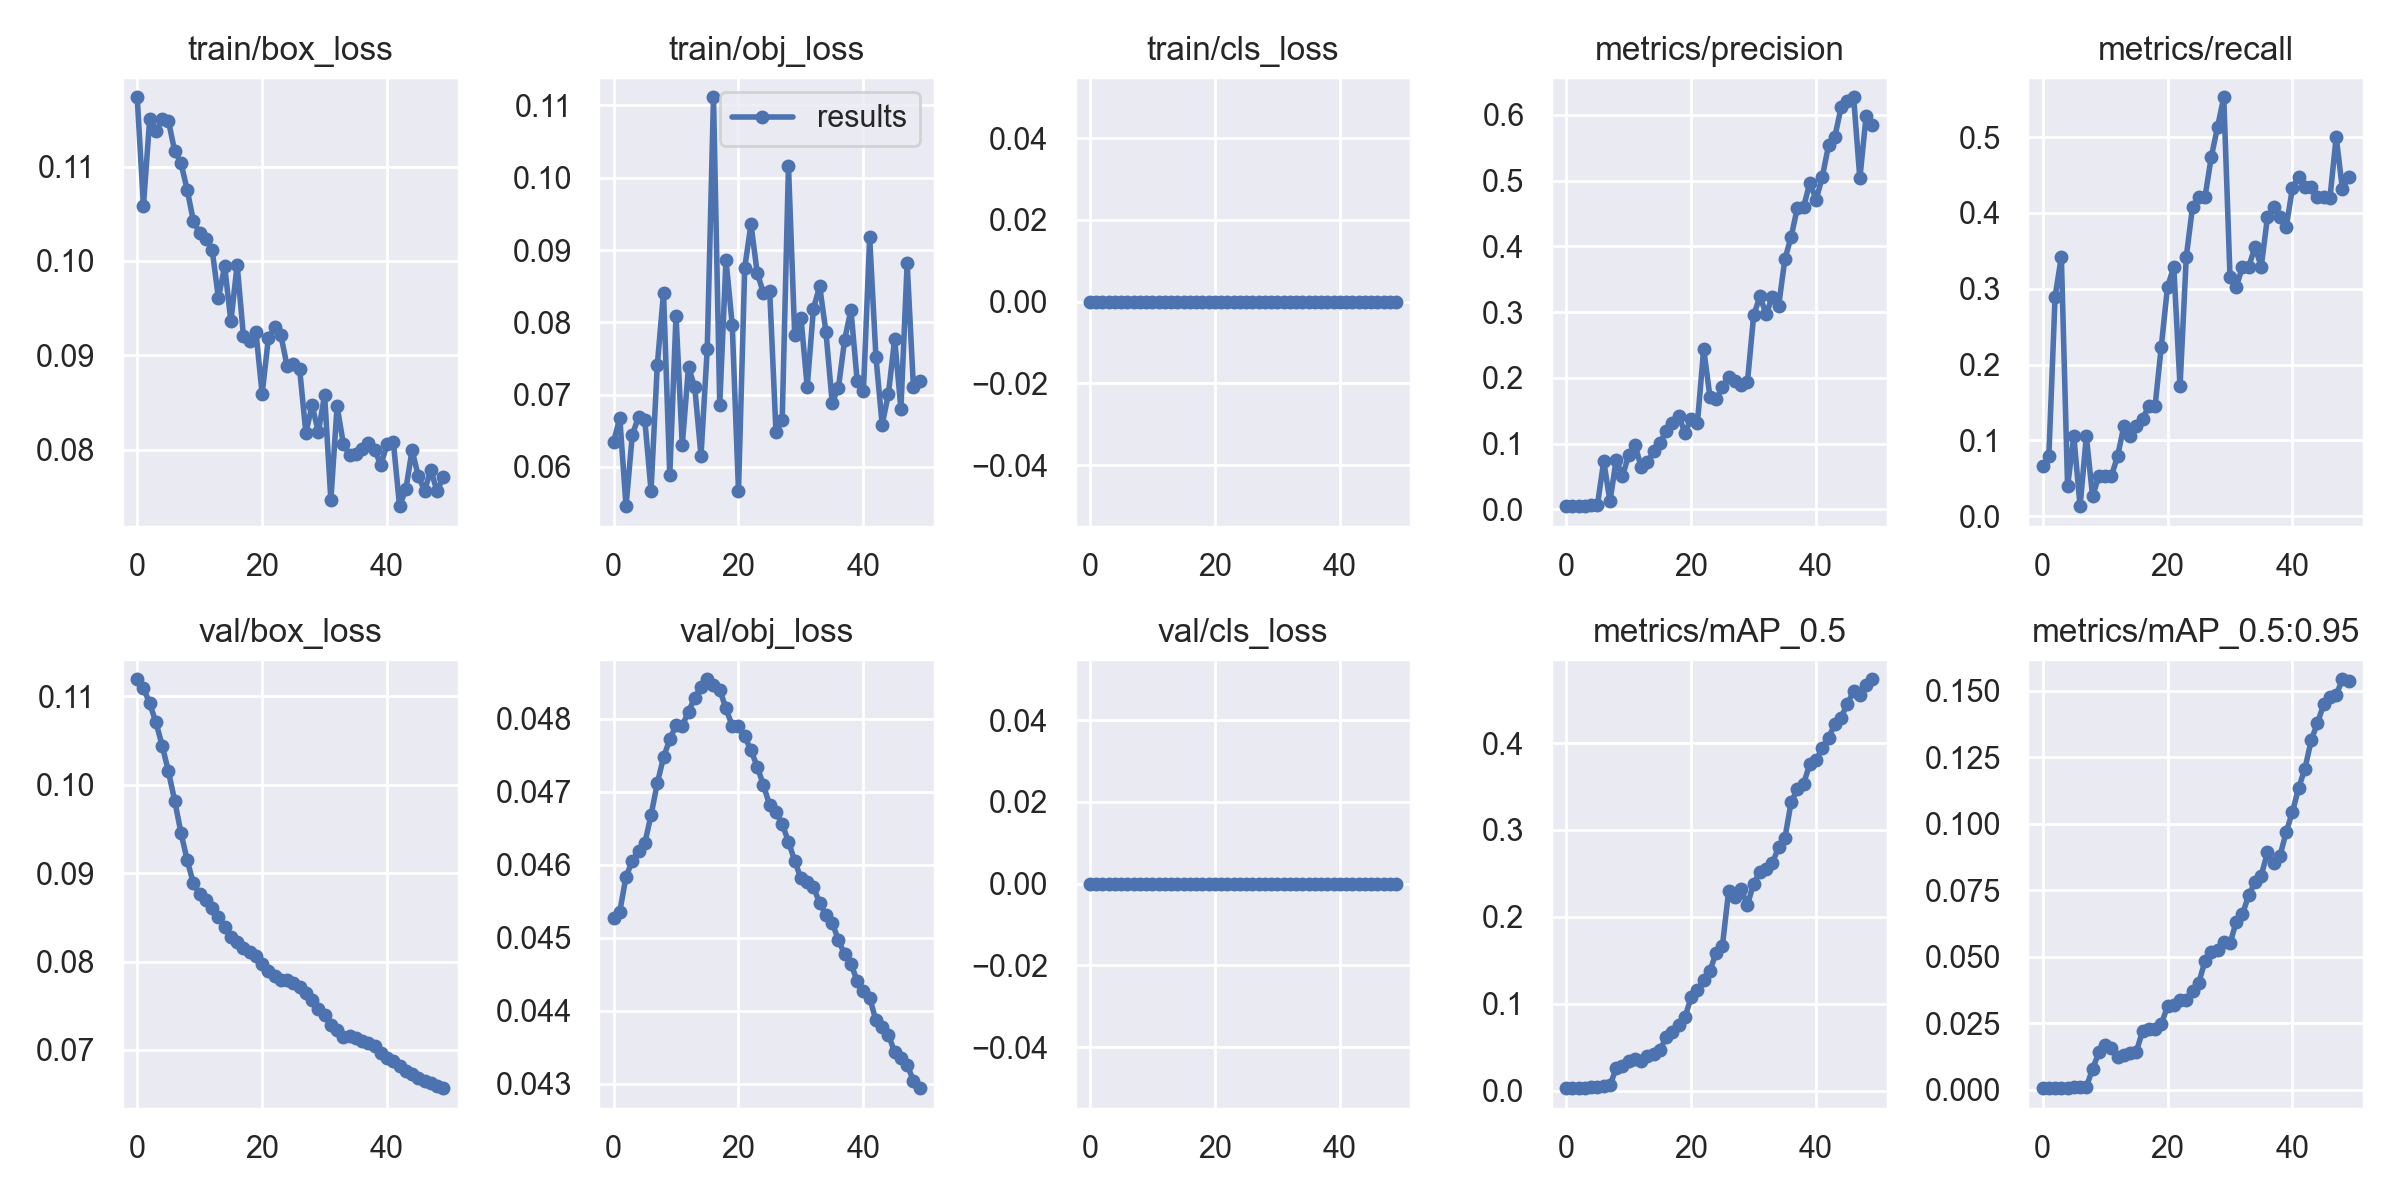 train/box_loss
0.11
0.10
0.09
0.08
0 20 40
train/obj_loss
results
0.11
0.10
0.09
0.08
0.07
0.06
0 20 40
train/cls_loss
0.04
0.02
0.00
−0.02
−0.04
0 20 40
metrics/precision
0.6
0.5
0.4
0.3
0.2
0.1
0.0
0 20 40
metrics/recall
0.5
0.4
0.3
0.2
0.1
0.0
0 20 40
val/box_loss
0.11
0.10
0.09
0.08
0.07
0 20 40
val/obj_loss
0.048
0.047
0.046
0.045
0.044
0.043
0 20 40
val/cls_loss
0.04
0.02
0.00
−0.02
−0.04
0 20 40
metrics/mAP_0.5
0.4
0.3
0.2
0.1
0.0
0 20 40
metrics/mAP_0.5:0.95
0.150
0.125
0.100
0.075
0.050
0.025
0.000
0 20 40